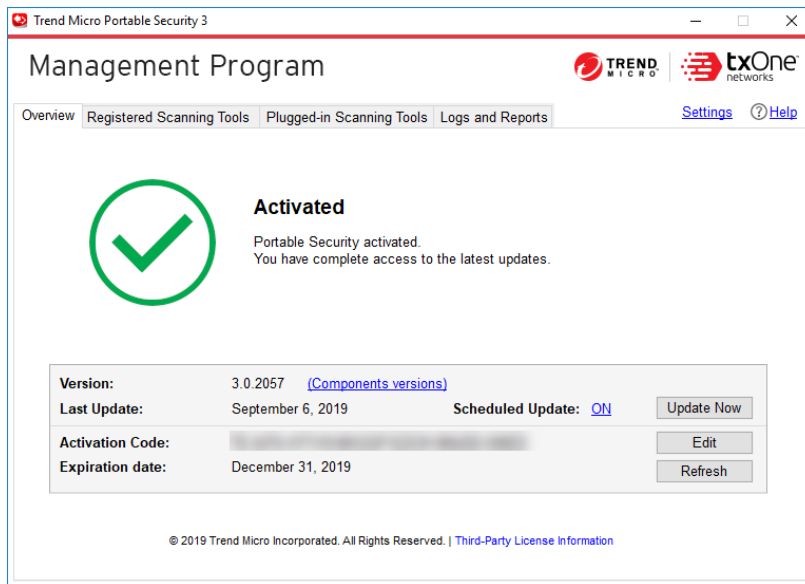 Trend Micro Portable Security 3
Management Program
TREND MICRO
txOne networks
Overview
Registered Scanning Tools
Plugged-in Scanning Tools
Logs and Reports
Settings
? Help
Activated
Portable Security activated.
You have complete access to the latest updates.
Version: 3.0.2057 (Components versions)
Last Update: September 6, 2019 Scheduled Update: ON Update Now
Activation Code: Edit
Expiration date: December 31, 2019 Refresh
© 2019 Trend Micro Incorporated. All Rights Reserved. | Third-Party License Information